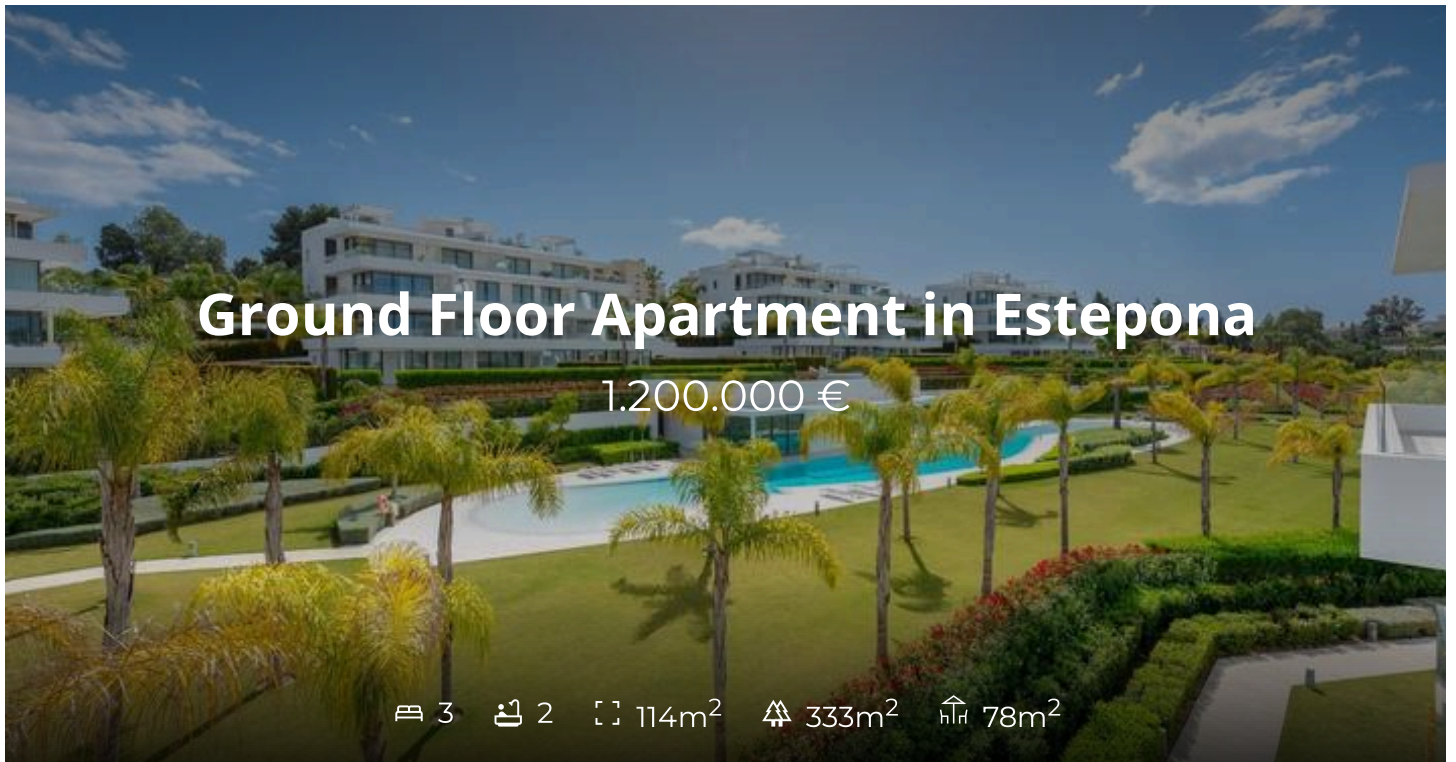 Ground Floor Apartment in Estepona
1.200.000 €
3 2 114m² 333m² 78m²